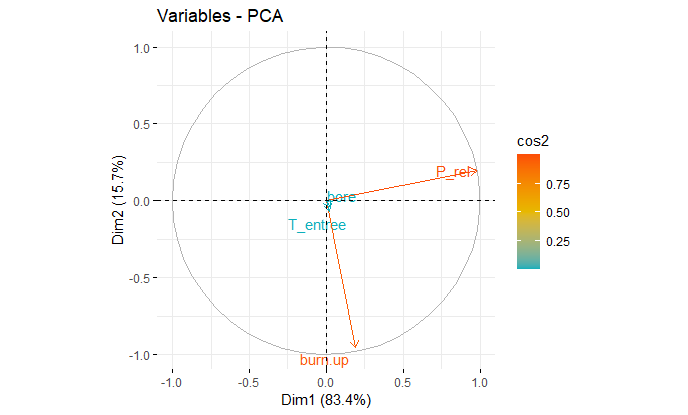 Variables - PCA
1.0
0.5
0.0
-0.5
-1.0
Dim2 (15.7%)
P_rel
bore
T_entree
burn.up
-1.0
-0.5
0.0
0.5
1.0
Dim1 (83.4%)
cos2
0.75
0.50
0.25